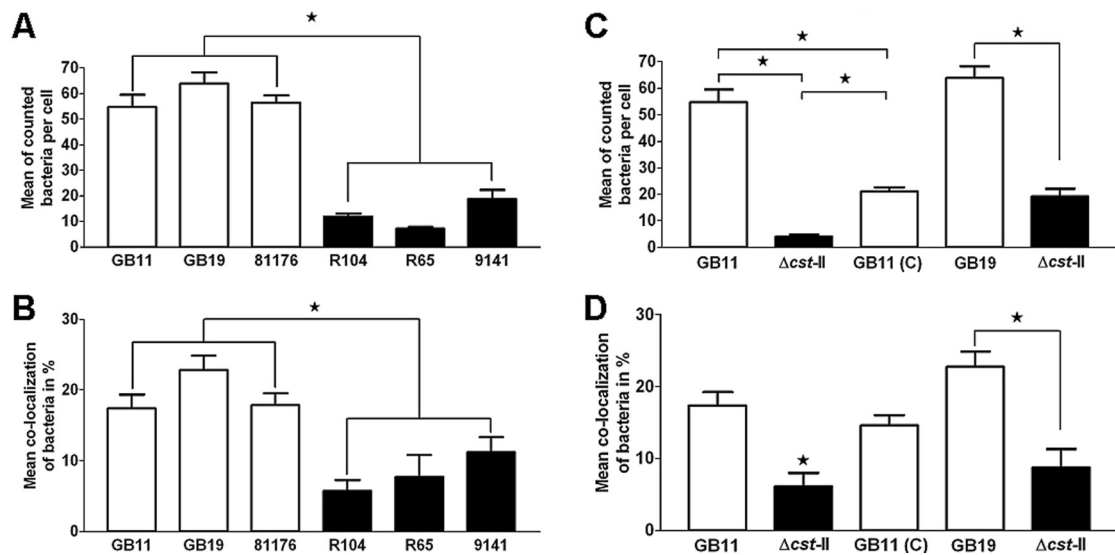 A
★
Mean of counted
bacteria per cell
70
60
50
40
30
20
10
0
GB11 GB19 81176 R104 R65 9141
B
★
Mean co-localization
of bacteria in %
30
20
10
0
GB11 GB19 81176 R104 R65 9141
C
★
★
★
★
Mean of counted
bacteria per cell
70
60
50
40
30
20
10
0
GB11 Δcst-II GB11 (C) GB19 Δcst-II
D
★
★
Mean co-localization
of bacteria in %
30
20
10
0
GB11 Δcst-II GB11 (C) GB19 Δcst-II